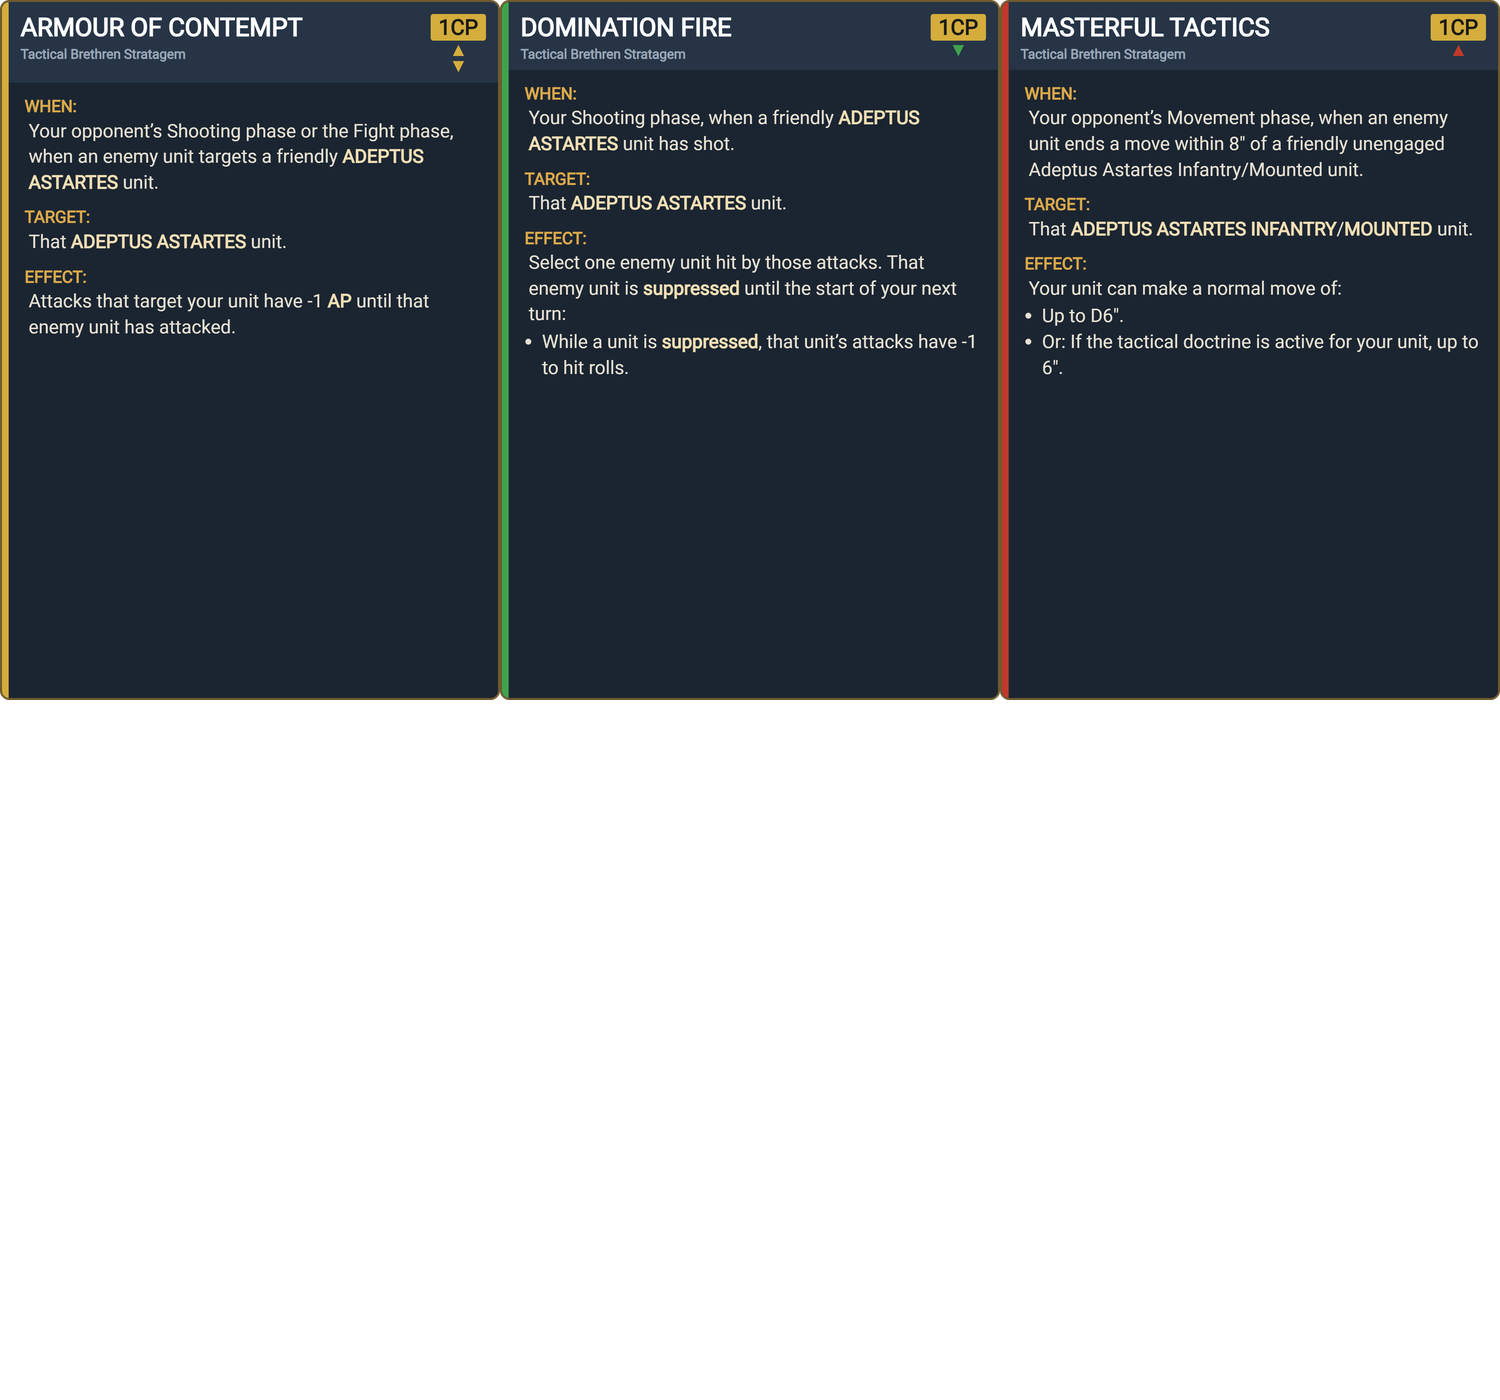 ARMOUR OF CONTEMPT
1CP
Tactical Brethren Stratagem
WHEN:
Your opponent’s Shooting phase or the Fight phase,
when an enemy unit targets a friendly ADEPTUS
ASTARTES unit.
TARGET:
That ADEPTUS ASTARTES unit.
EFFECT:
Attacks that target your unit have -1 AP until that
enemy unit has attacked.
DOMINATION FIRE
1CP
Tactical Brethren Stratagem
WHEN:
Your Shooting phase, when a friendly ADEPTUS
ASTARTES unit has shot.
TARGET:
That ADEPTUS ASTARTES unit.
EFFECT:
Select one enemy unit hit by those attacks. That
enemy unit is suppressed until the start of your next
turn:
• While a unit is suppressed, that unit’s attacks have -1
to hit rolls.
MASTERFUL TACTICS
1CP
Tactical Brethren Stratagem
WHEN:
Your opponent’s Movement phase, when an enemy
unit ends a move within 8" of a friendly unengaged
Adeptus Astartes Infantry/Mounted unit.
TARGET:
That ADEPTUS ASTARTES INFANTRY/MOUNTED unit.
EFFECT:
Your unit can make a normal move of:
• Up to D6".
• Or: If the tactical doctrine is active for your unit, up to
6".